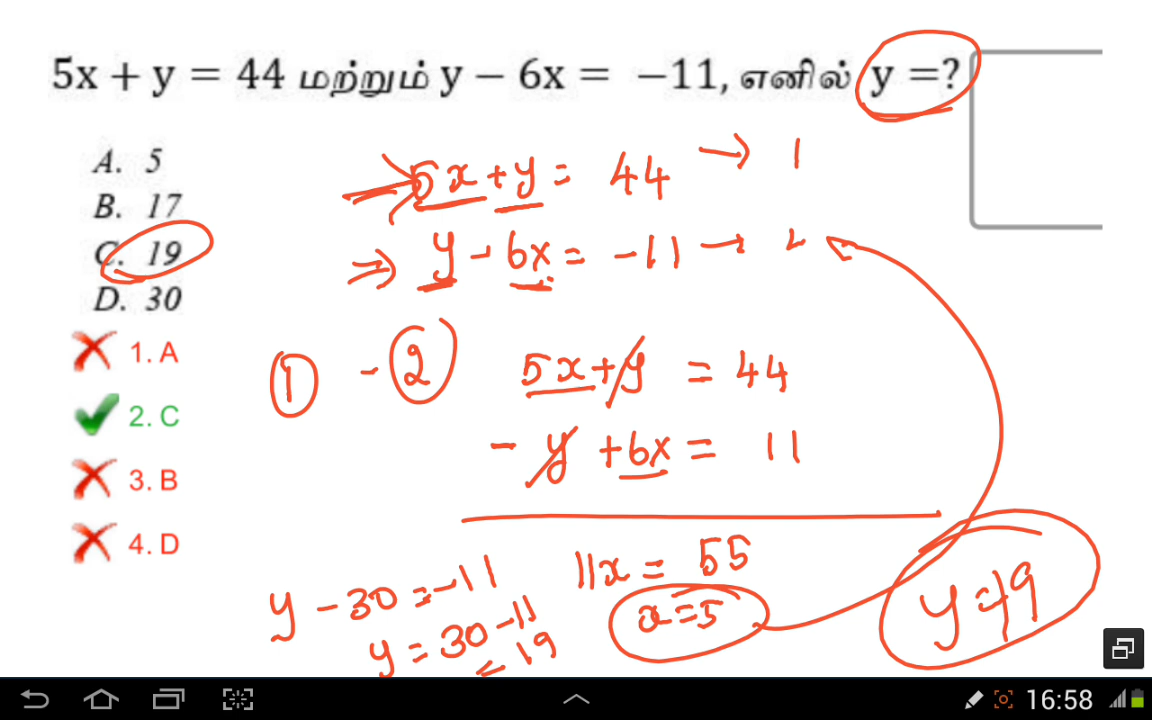 5x + y = 44 மற்றும் y − 6x = −11, எனில் y =?
A. 5
B. 17
C. 19
D. 30
1. A
2. C
3. B
4. D
5x + y = 44 → 1
⇒ y - 6x = -11 → 2
① - ② 5x + y = 44
- y + 6x = 11
11x = 55
x = 5
y - 30 = -11
y = 30 - 11
= 19
y = 19
16:58